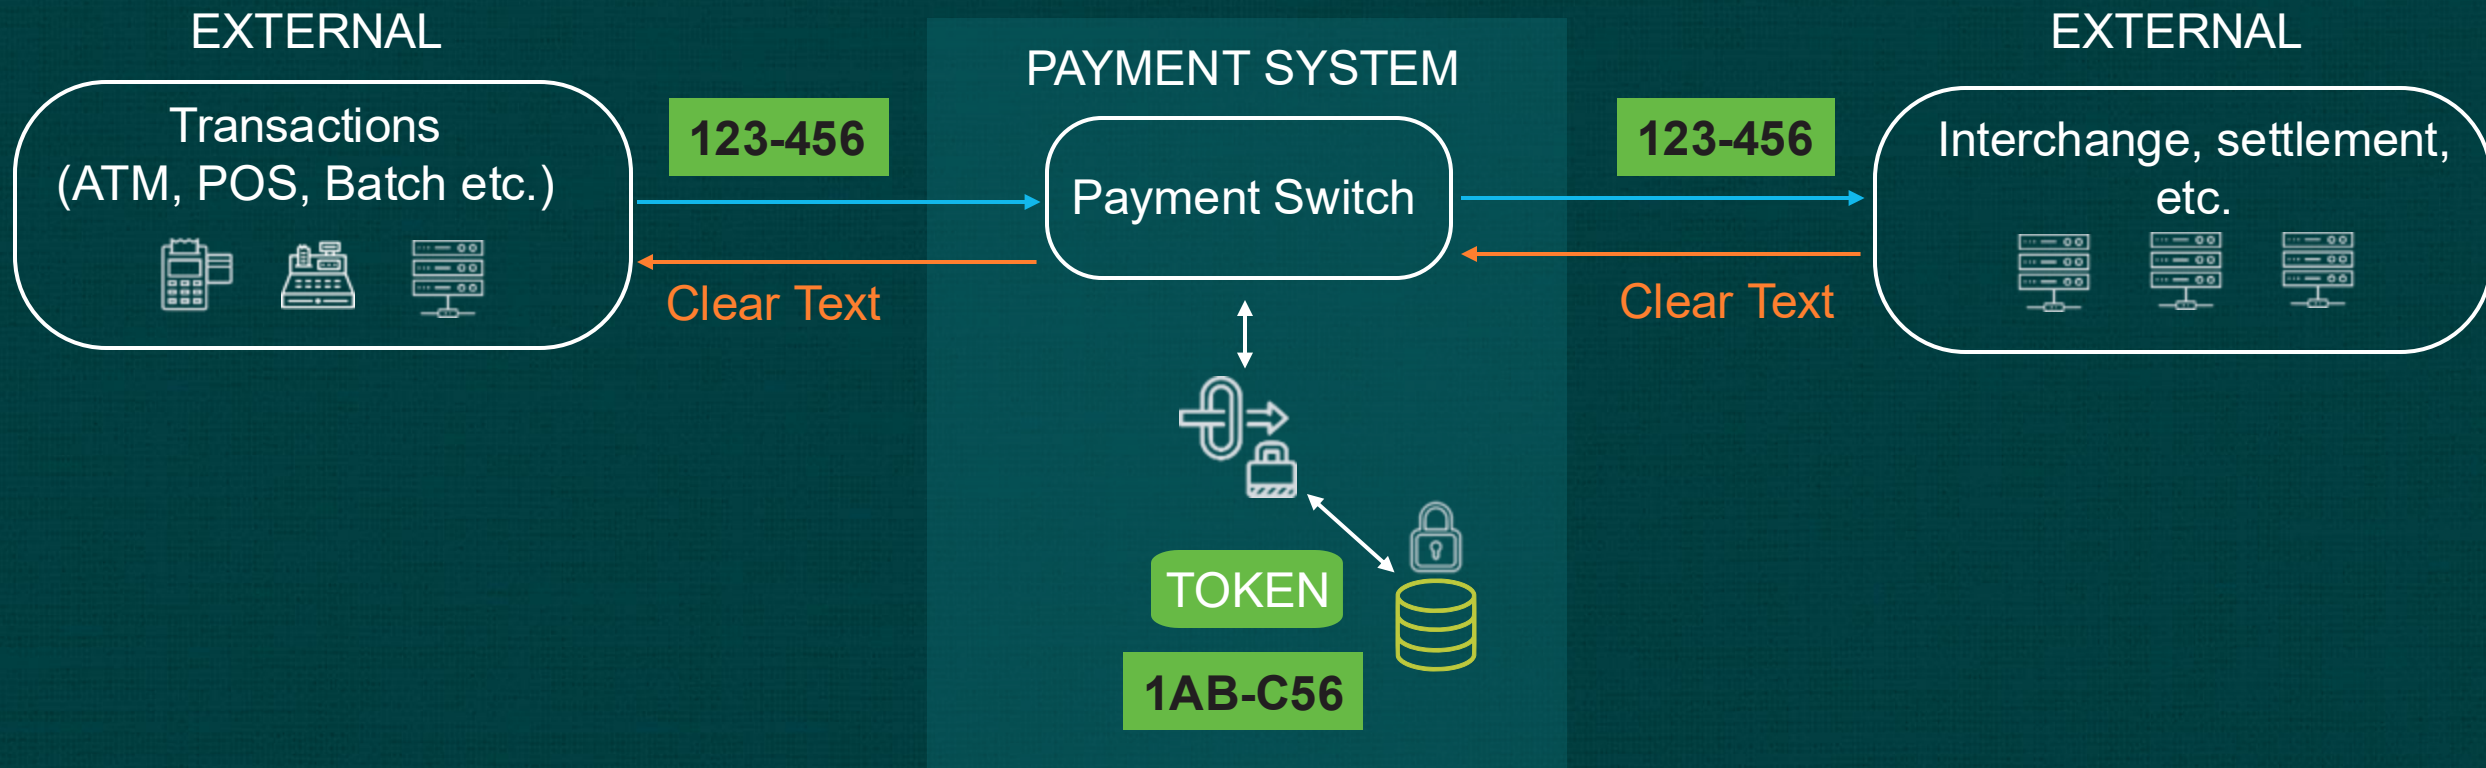 EXTERNAL
Transactions
(ATM, POS, Batch etc.)
123-456
Clear Text
PAYMENT SYSTEM
Payment Switch
TOKEN
1AB-C56
123-456
Clear Text
EXTERNAL
Interchange, settlement,
etc.